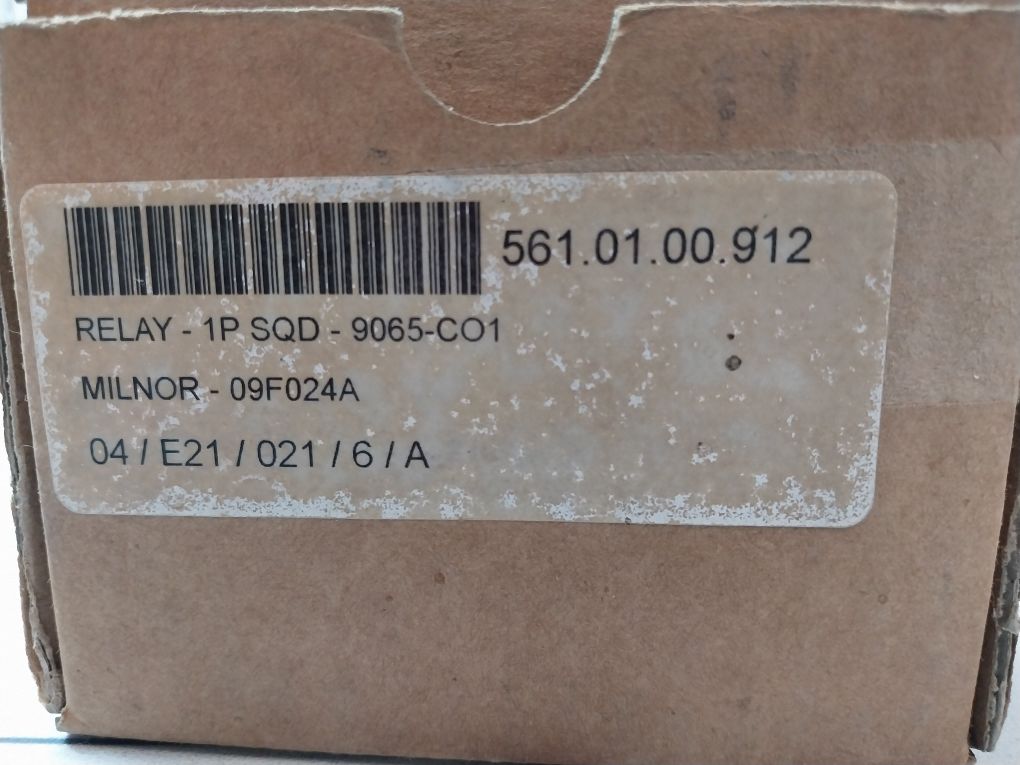 561.01.00.912
RELAY - 1P SQD - 9065-CO1
MILNOR - 09F024A
04 / E21 / 021 / 6 / A